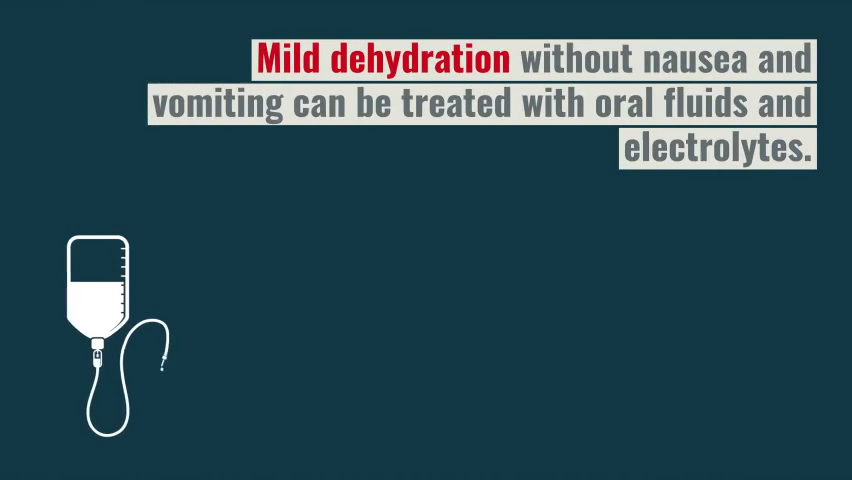 Mild dehydration without nausea and
vomiting can be treated with oral fluids and
electrolytes.